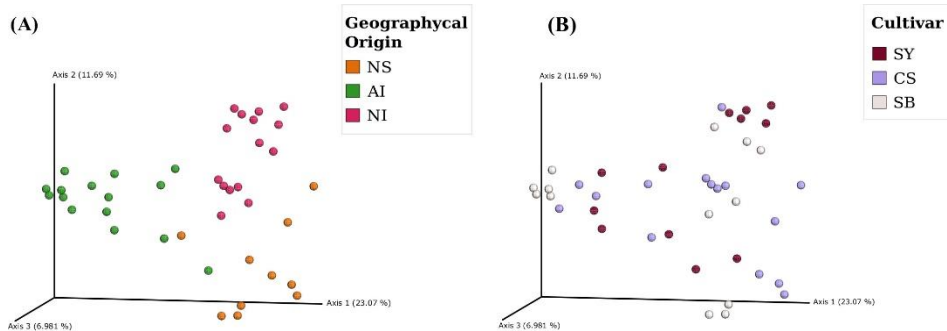 (A)
Geographycal
Origin
NS
AI
NI
Axis 2 (11.69 %)
Axis 1 (23.07 %)
Axis 3 (6.981 %)
(B)
Cultivar
SY
CS
SB
Axis 2 (11.69 %)
Axis 1 (23.07 %)
Axis 3 (6.981 %)